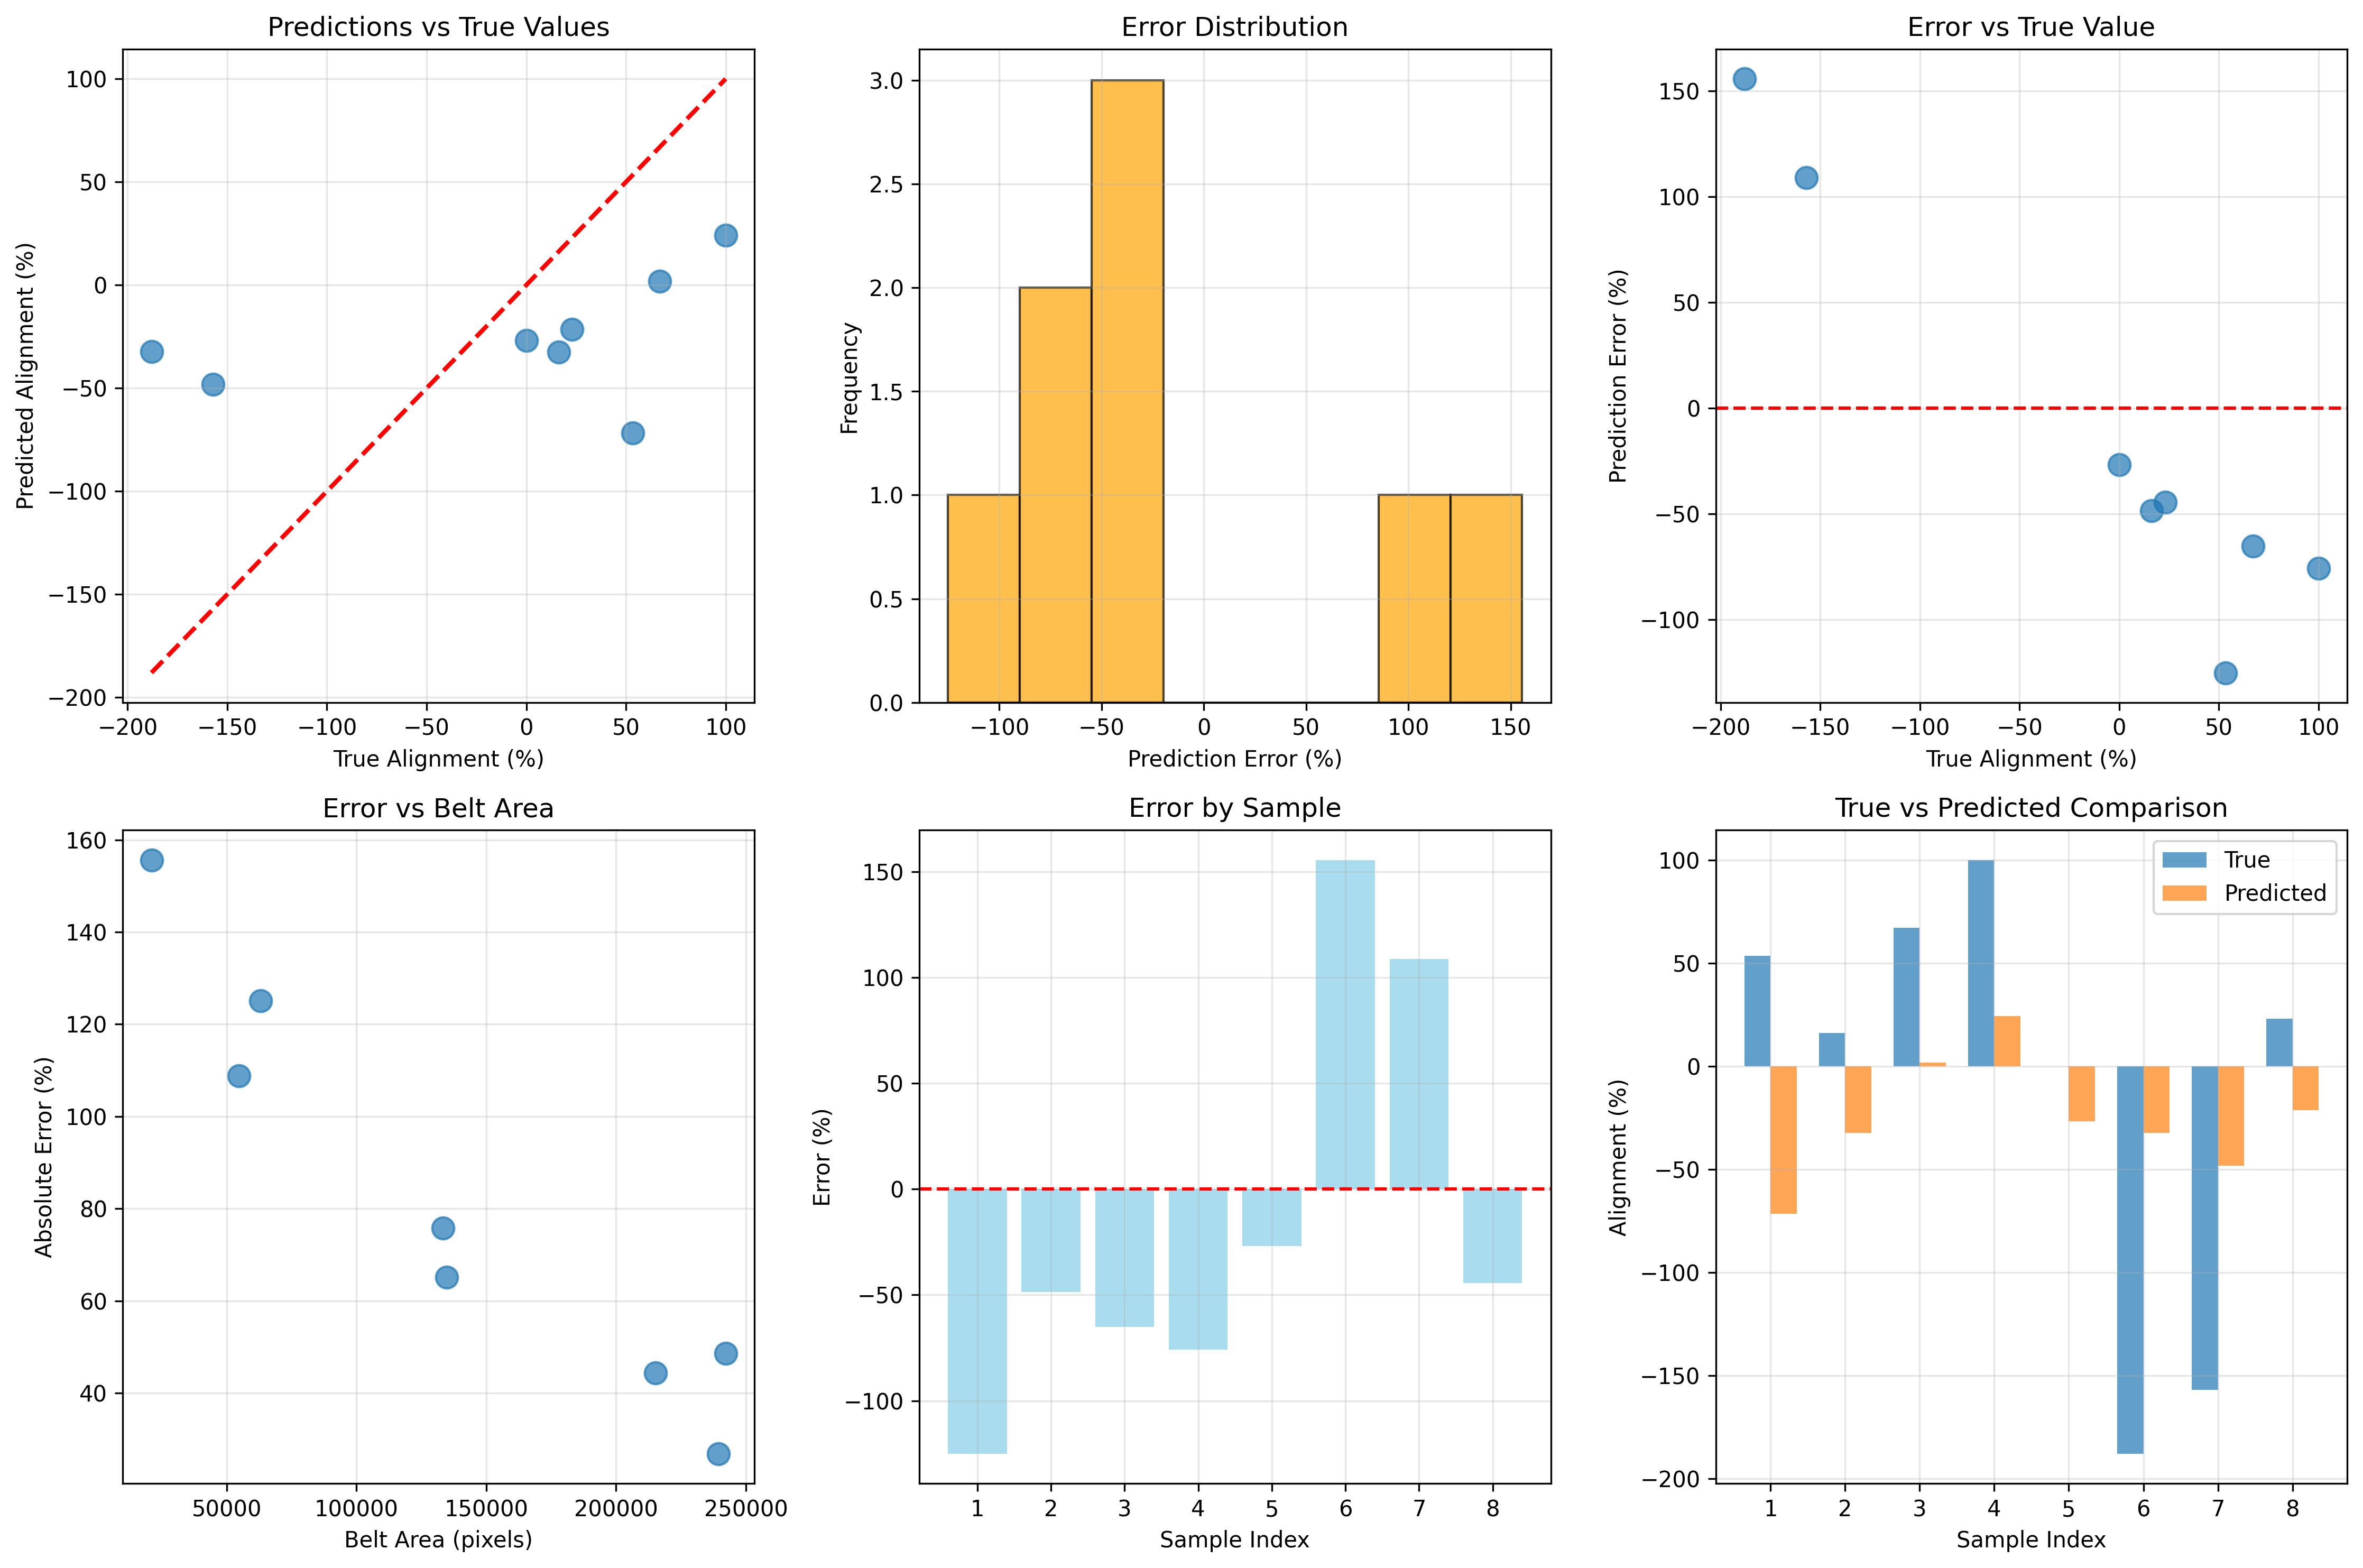 Predictions vs True Values
Predicted Alignment (%)
100
50
0
−50
−100
−150
−200
−200 −150 −100 −50 0 50 100
True Alignment (%)
Error Distribution
Frequency
3.0
2.5
2.0
1.5
1.0
0.5
0.0
−100 −50 0 50 100 150
Prediction Error (%)
Error vs True Value
Prediction Error (%)
150
100
50
0
−50
−100
−200 −150 −100 −50 0 50 100
True Alignment (%)
Error vs Belt Area
Absolute Error (%)
160
140
120
100
80
60
40
50000 100000 150000 200000 250000
Belt Area (pixels)
Error by Sample
Error (%)
150
100
50
0
−50
−100
1 2 3 4 5 6 7 8
Sample Index
True vs Predicted Comparison
True
Predicted
Alignment (%)
100
50
0
−50
−100
−150
−200
1 2 3 4 5 6 7 8
Sample Index